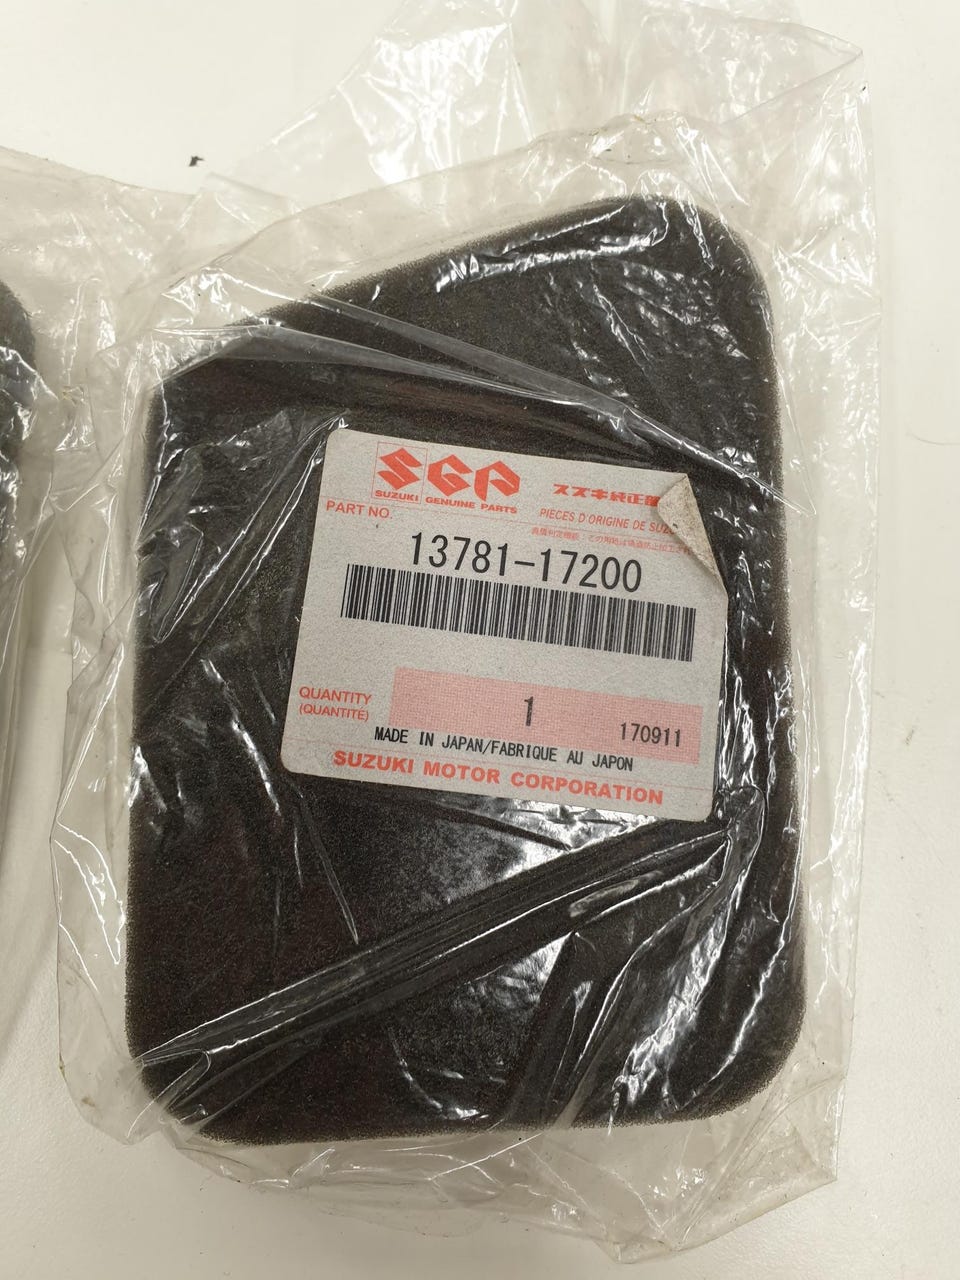 SGP
SUZUKI GENUINE PARTS
スズキ純正部
PIECES D'ORIGINE DE SUZ
PART NO.
13781-17200
QUANTITY
(QUANTITÉ)
1
170911
MADE IN JAPAN/FABRIQUE AU JAPON
SUZUKI MOTOR CORPORATION